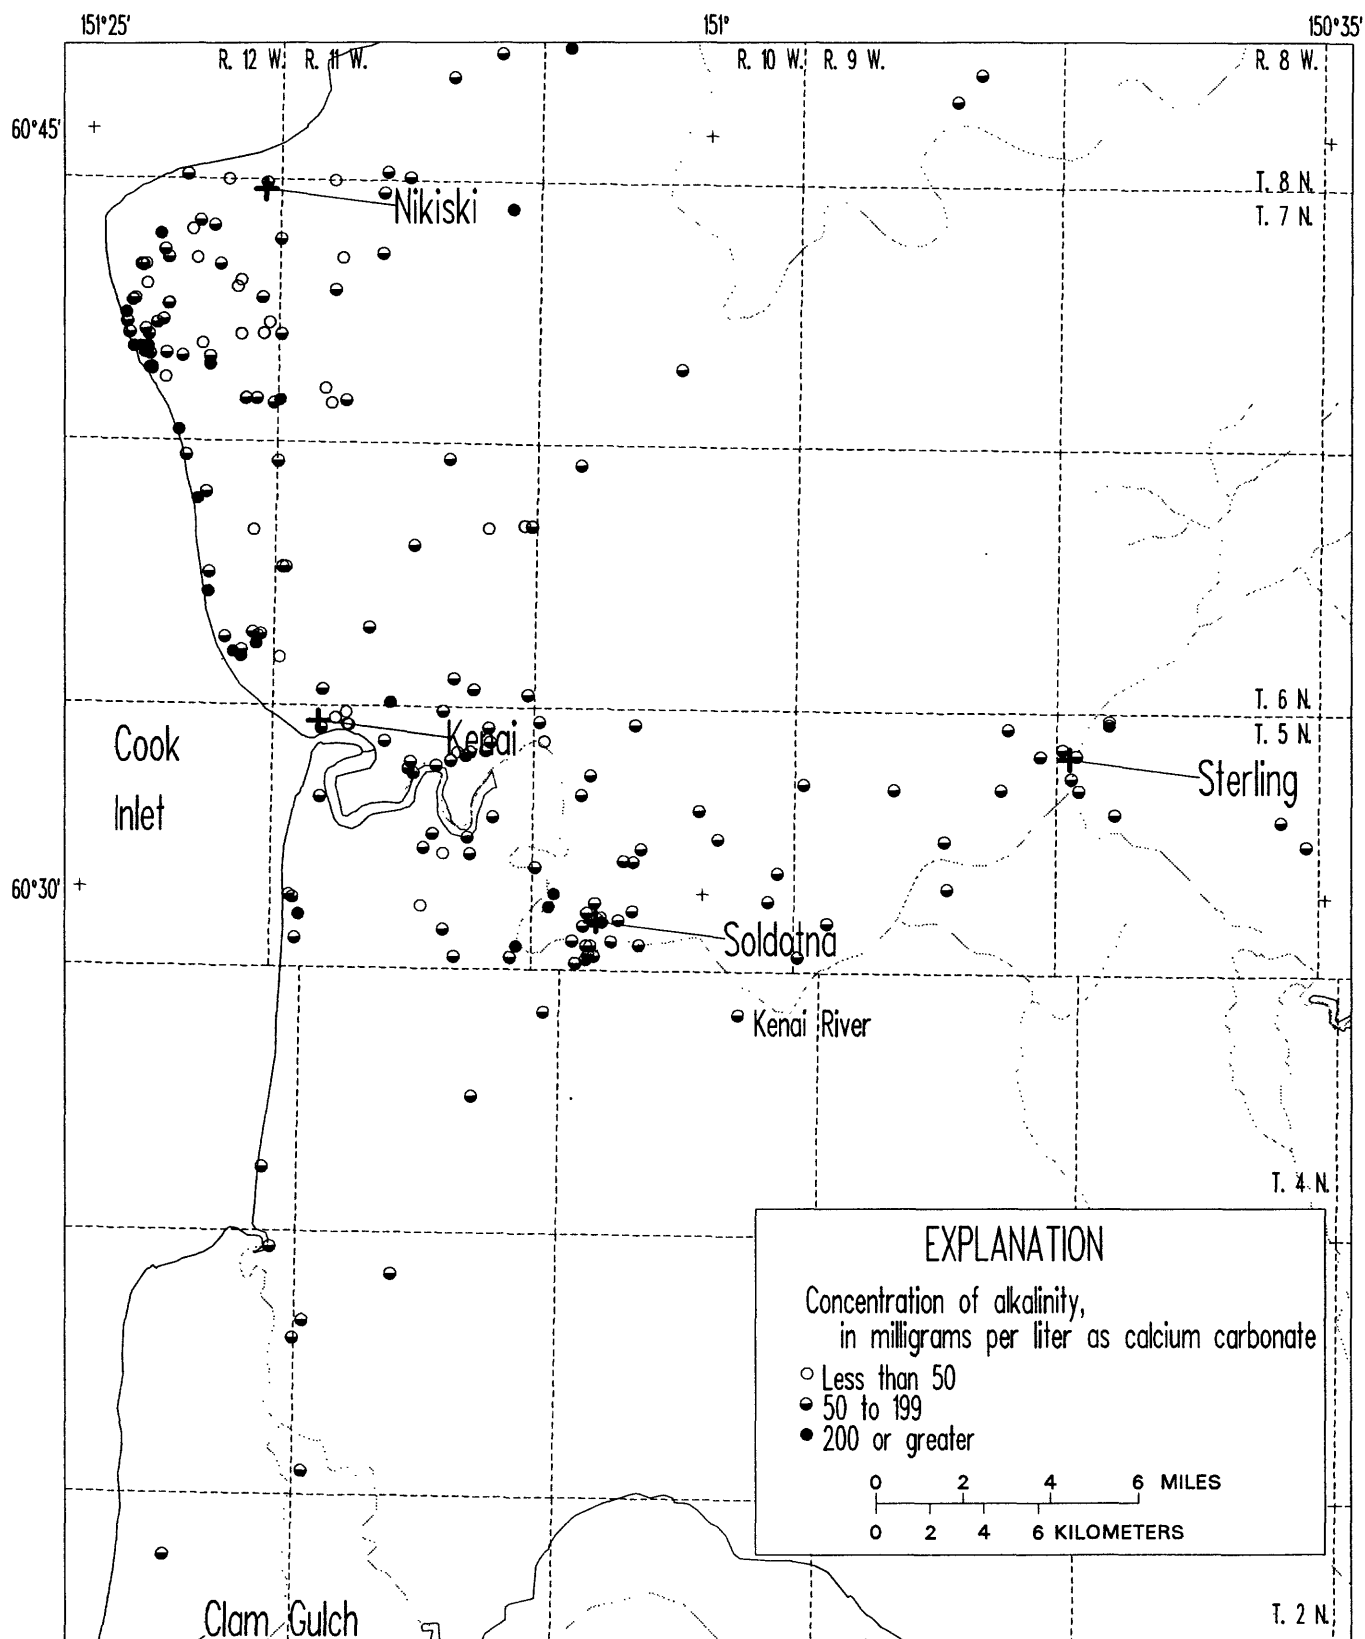 151°25' 151° 150°35'
R. 12 W. R. 11 W. R. 10 W. R. 9 W. R. 8 W.
60°45'
T. 8 N.
T. 7 N.
Nikiski
T. 6 N.
T. 5 N.
Kenai
Cook
Inlet
Sterling
60°30'
Soldotna
Kenai River
T. 4 N.
EXPLANATION
Concentration of alkalinity,
in milligrams per liter as calcium carbonate
Less than 50
50 to 199
200 or greater
0 2 4 6 MILES
0 2 4 6 KILOMETERS
Clam Gulch
T. 2 N.